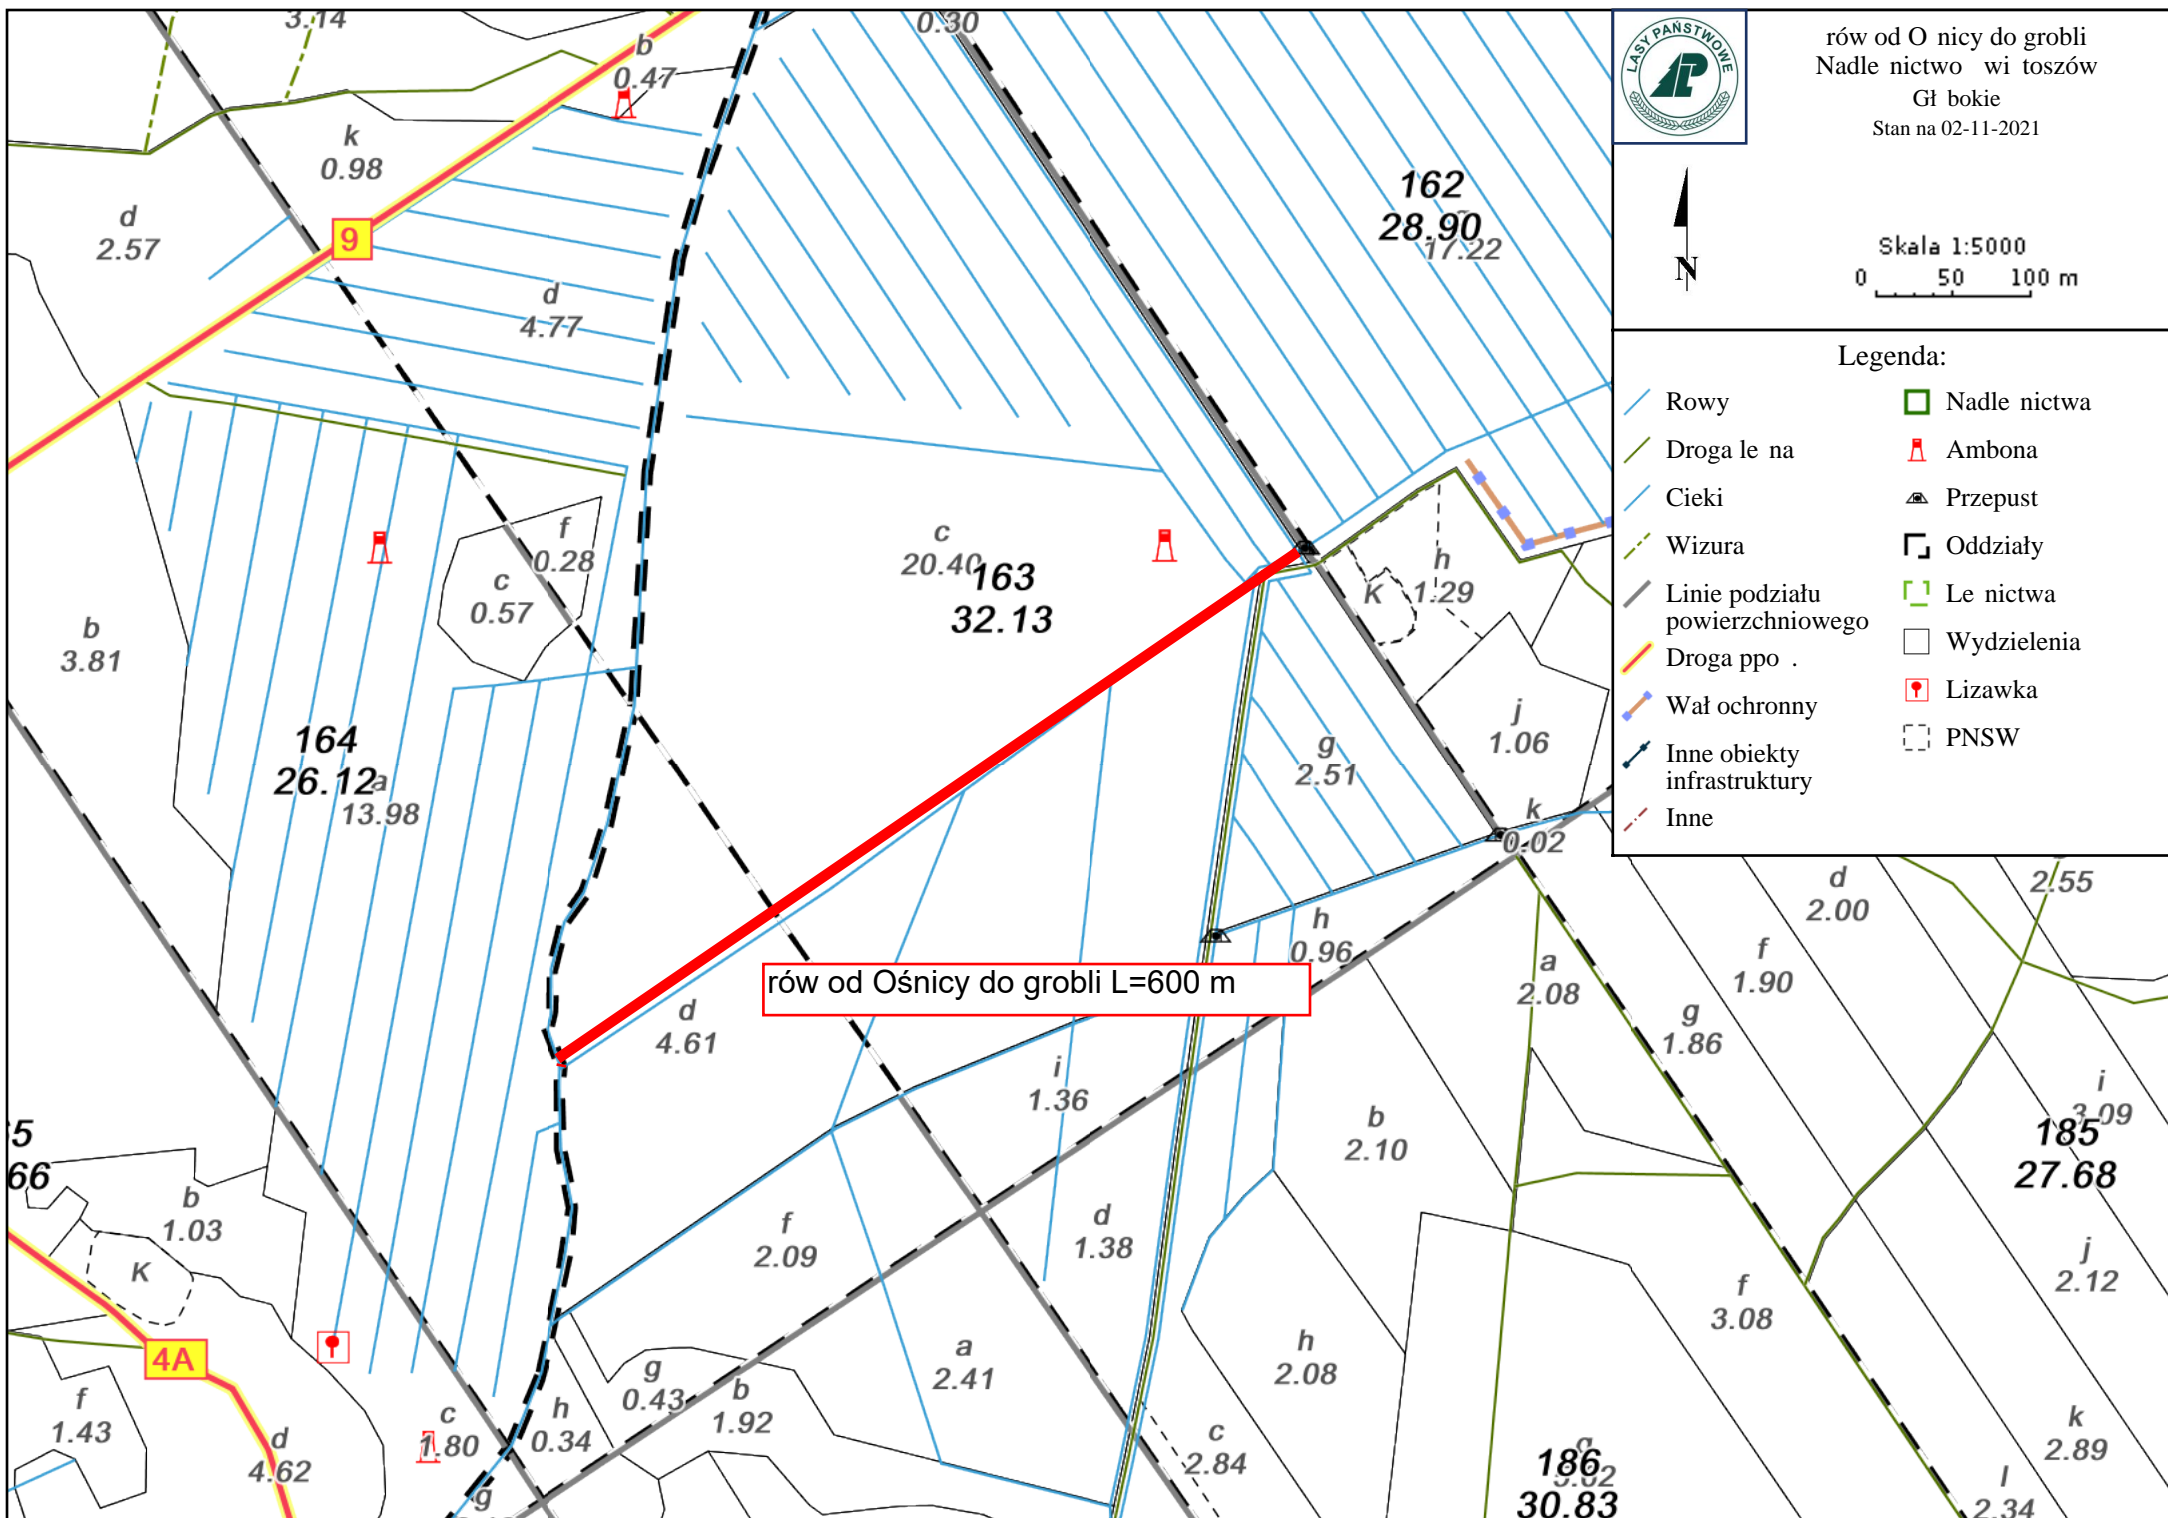 LASY PAŃSTWOWE
rów od O nicy do grobli
Nadle nictwo wi toszów
Gł bokie
Stan na 02-11-2021
N
Skala 1:5000
0 50 100 m
Legenda:
Rowy
Droga le na
Cieki
Wizura
Linie podziału
powierzchniowego
Droga ppo .
Wał ochronny
Inne obiekty
infrastruktury
Inne
Nadle nictwa
Ambona
Przepust
Oddziały
Le nictwa
Wydzielenia
Lizawka
PNSW
3.14
b
0.47
0.30
k
0.98
d
2.57
9
d
4.77
162
28.90
17.22
c
20.40
163
32.13
f
0.28
c
0.57
b
3.81
h
1.29
K
j
1.06
g
2.51
164
26.12
a
13.98
k
0.02
h
0.96
rów od Ośnicy do grobli L=600 m
d
4.61
i
1.36
d
2.00
2.55
f
1.90
a
2.08
g
1.86
i
3.09
185
27.68
b
2.10
5
66
b
1.03
K
f
2.09
d
1.38
j
2.12
f
3.08
4A
a
2.41
h
2.08
g
0.43
b
1.92
h
0.34
c
1.80
f
1.43
d
4.62
c
2.84
k
2.89
186
30.83
l
2.34
g